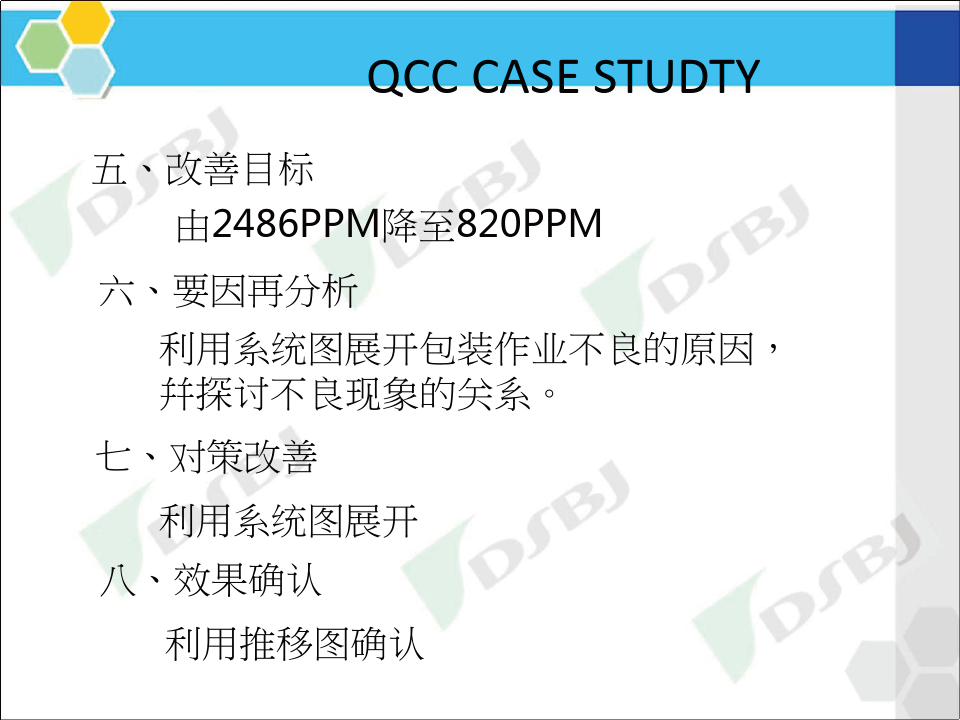 QCC CASE STUDTY
DSBJ
DSBJ
DSBJ
五、改善目标
由2486PPM降至820PPM
六、要因再分析
利用系统图展开包装作业不良的原因，
并探讨不良现象的关系。
七、对策改善
利用系统图展开
八、效果确认
利用推移图确认
DSBJ
DSBJ
DSBJ